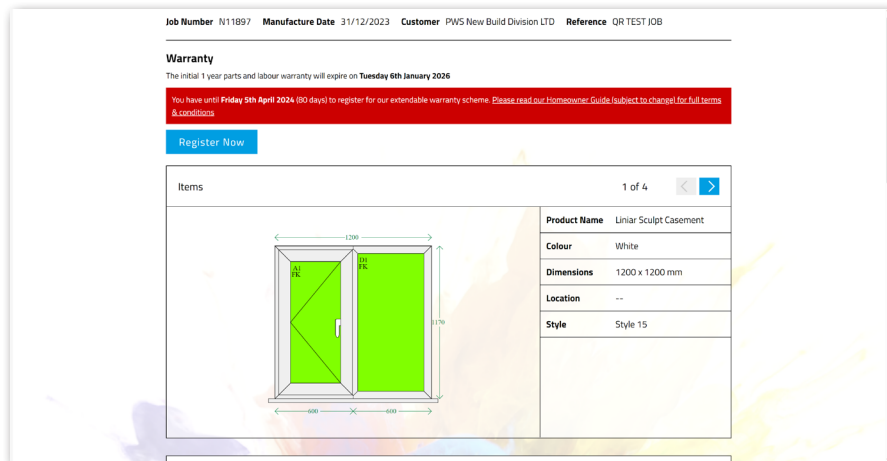 Job Number N11897 Manufacture Date 31/12/2023 Customer PWS New Build Division LTD Reference QR TEST JOB
Warranty
The initial 1 year parts and labour warranty will expire on Tuesday 6th January 2026
You have until Friday 5th April 2024 (80 days) to register for our extendable warranty scheme. Please read our Homeowner Guide (subject to change) for full terms
& conditions
Register Now
Items 1 of 4
Product Name Liniar Sculpt Casement
Colour White
Dimensions 1200 x 1200 mm
Location --
Style Style 15
1200
A1
FK
D1
FK
1170
600 600